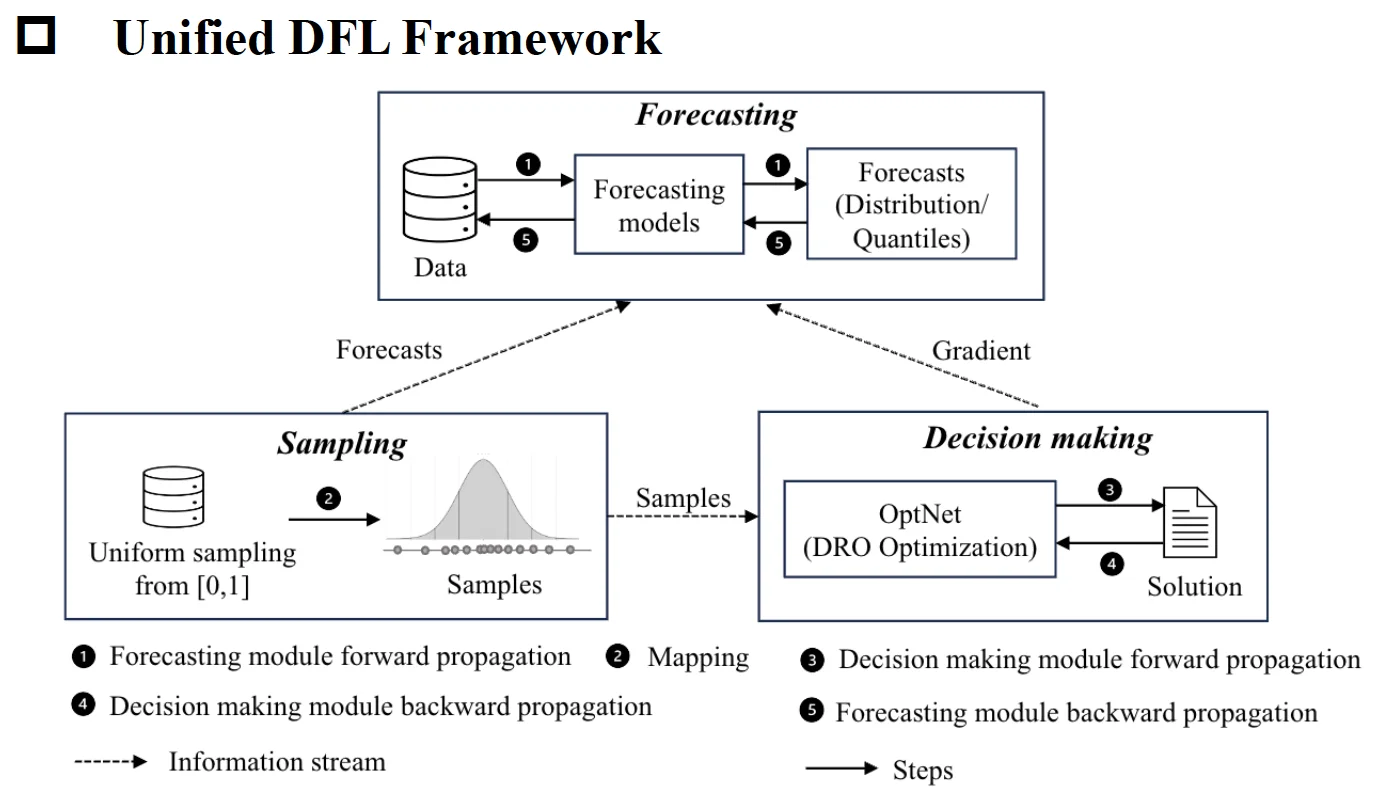 Unified DFL Framework
Forecasting
1
1
Forecasting
models
Forecasts
(Distribution/
Quantiles)
5
5
Data
Forecasts
Gradient
Sampling
2
Uniform sampling
from [0,1]
Samples
Samples
Decision making
OptNet
(DRO Optimization)
3
4
Solution
1 Forecasting module forward propagation
2 Mapping
3 Decision making module forward propagation
4 Decision making module backward propagation
5 Forecasting module backward propagation
Information stream
Steps